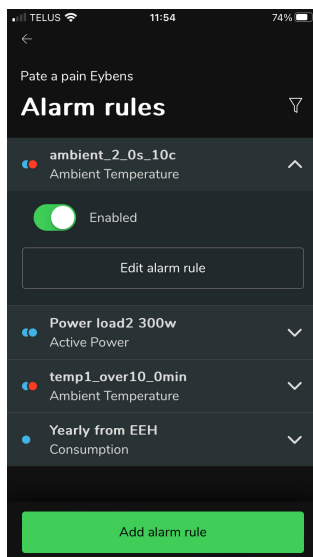 TELUS 11:54 74%
Pate a pain Eybens
Alarm rules
ambient_2_0s_10c
Ambient Temperature
Enabled
Edit alarm rule
Power load2 300w
Active Power
temp1_over10_0min
Ambient Temperature
Yearly from EEH
Consumption
Add alarm rule